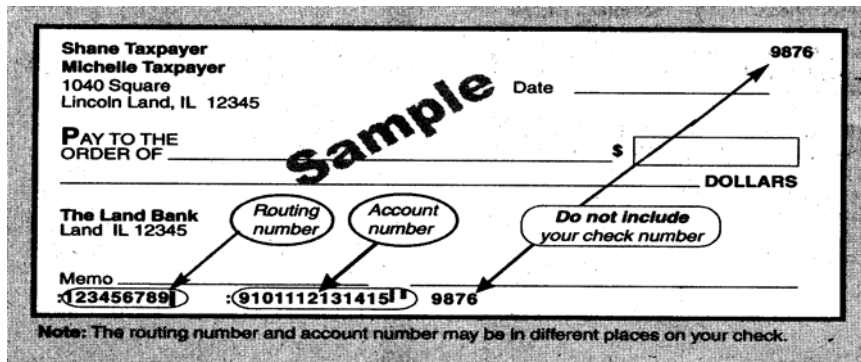 Shane Taxpayer
Michelle Taxpayer
1040 Square
Lincoln Land, IL 12345
9876
Sample
Date
PAY TO THE
ORDER OF
$
DOLLARS
The Land Bank
Land IL 12345
Routing
number
Account
number
Do not include
your check number
Memo
:123456789 :9101112131415 9876
Note: The routing number and account number may be in different places on your check.